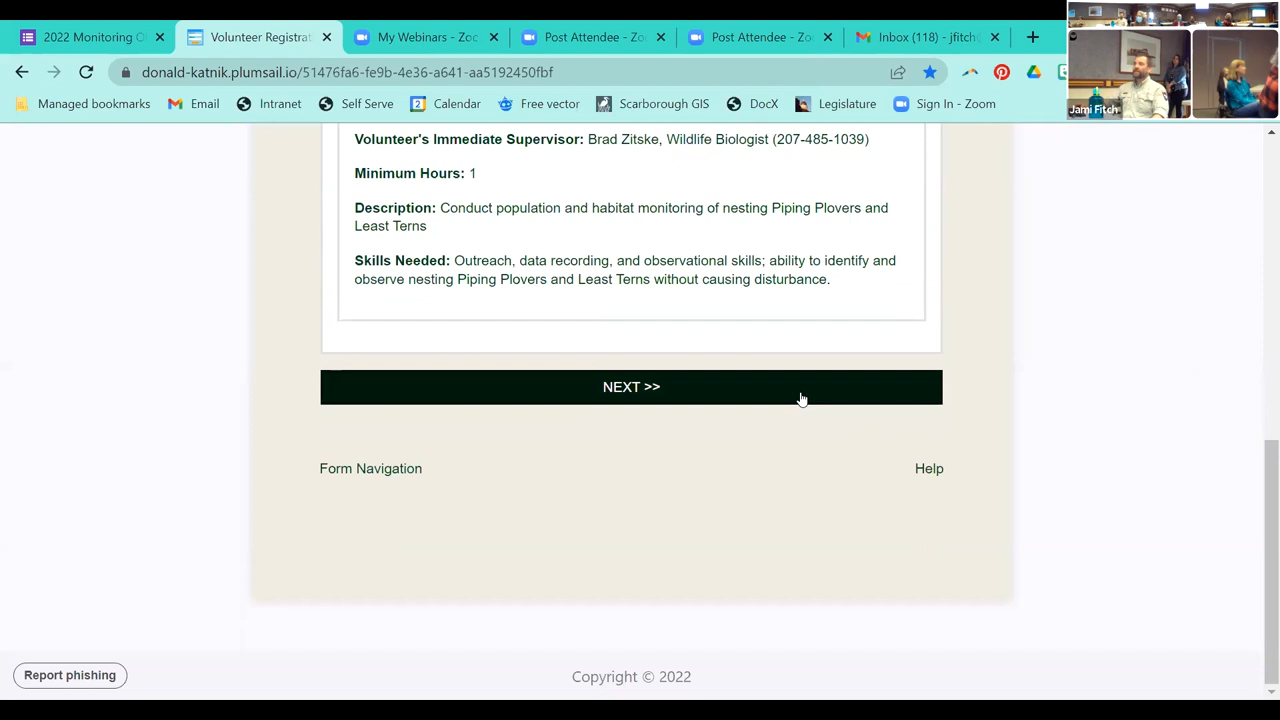 2022 Monitoring O
Volunteer Registrat
My Webinars - Zoo
Post Attendee - Zo
Post Attendee - Zo
Inbox (118) - jfitch@
donald-katnik.plumsail.io/51476fa6-fe9b-4e36-a641-aa5192450fbf
Managed bookmarks
Email
Intranet
Self Serve
2 Calendar
Free vector
Scarborough GIS
DocX
Legislature
Sign In - Zoom
Jami Fitch
Volunteer's Immediate Supervisor: Brad Zitske, Wildlife Biologist (207-485-1039)
Minimum Hours: 1
Description: Conduct population and habitat monitoring of nesting Piping Plovers and
Least Terns
Skills Needed: Outreach, data recording, and observational skills; ability to identify and
observe nesting Piping Plovers and Least Terns without causing disturbance.
NEXT >>
Form Navigation
Help
Report phishing
Copyright © 2022